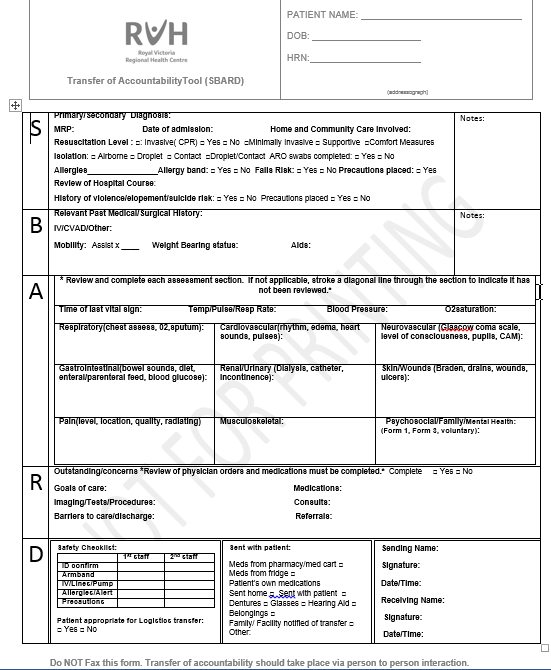 RVH
Royal Victoria
Regional Health Centre
Transfer of AccountabilityTool (SBARD)
PATIENT NAME: ____________________
DOB: ____________________
HRN: ____________________
(addressograph)
S
Primary/Secondary Diagnosis:
MRP: Date of admission: Home and Community Care Involved:
Resuscitation Level : □: Invasive( CPR) □ Yes □ No □Minimally Invasive □ Supportive □Comfort Measures
Isolation: □ Airborne □ Droplet □ Contact □Droplet/Contact ARO swabs completed: □ Yes □ No
Allergies____________________Allergy band: □ Yes □ No Falls Risk: □ Yes □ No Precautions placed: □ Yes
Review of Hospital Course:
History of violence/elopement/suicide risk: □ Yes □ No Precautions placed □ Yes □ No
Notes:
B
Relevant Past Medical/Surgical History:
IV/CVAD/Other:
Mobility: Assist x ____ Weight Bearing status: Aids:
Notes:
A
* Review and complete each assessment section. If not applicable, stroke a diagonal line through the section to indicate it has
not been reviewed.*
Time of last vital sign: Temp/Pulse/Resp Rate: Blood Pressure: O2saturation:
Respiratory(chest assess, 02,sputum):
Cardiovascular(rhythm, edema, heart
sounds, pulses):
Neurovascular (Glascow coma scale,
level of consciousness, pupils, CAM):
Gastrointestinal(bowel sounds, diet,
enteral/parenteral feed, blood glucose):
Renal/Urinary (Dialysis, catheter,
incontinence):
Skin/Wounds (Braden, drains, wounds,
ulcers):
Pain(level, location, quality, radiating)
Musculoskeletal:
Psychosocial/Family/Mental Health:
(Form 1, Form 3, voluntary):
R
Outstanding/concerns *Review of physician orders and medications must be completed.* Complete □ Yes □ No
Goals of care: Medications:
Imaging/Tests/Procedures: Consults:
Barriers to care/discharge: Referrals:
D
Safety Checklist:
1st staff 2nd staff
ID confirm
Armband
IV/Lines/Pump
Allergies/Alert
Precautions
Patient appropriate for Logistics transfer:
□ Yes □ No
Sent with patient:
Meds from pharmacy/med cart □
Meds from fridge □
Patient's own medications
Sent home □ Sent with patient □
Dentures □ Glasses □ Hearing Aid □
Belongings □
Family/ Facility notified of transfer □
Other:
Sending Name:
Signature:
Date/Time:
Receiving Name:
Signature:
Date/Time:
NOT FOR PRINTING
Do NOT Fax this form. Transfer of accountability should take place via person to person interaction.